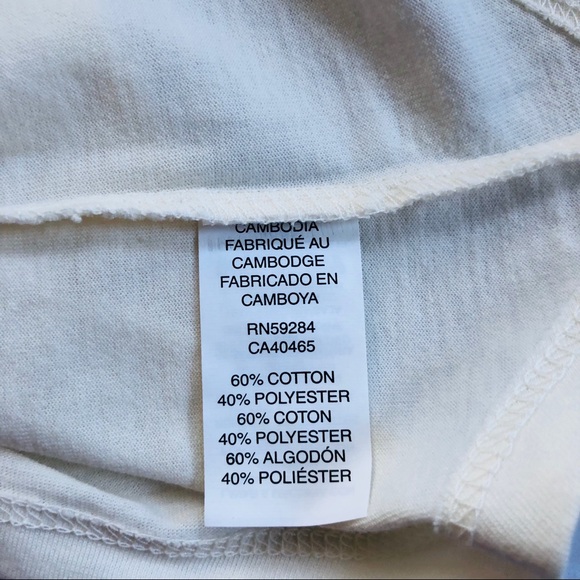 CAMBODIA
FABRIQUÉ AU
CAMBODGE
FABRICADO EN
CAMBOYA
RN59284
CA40465
60% COTTON
40% POLYESTER
60% COTON
40% POLYESTER
60% ALGODÓN
40% POLIÉSTER